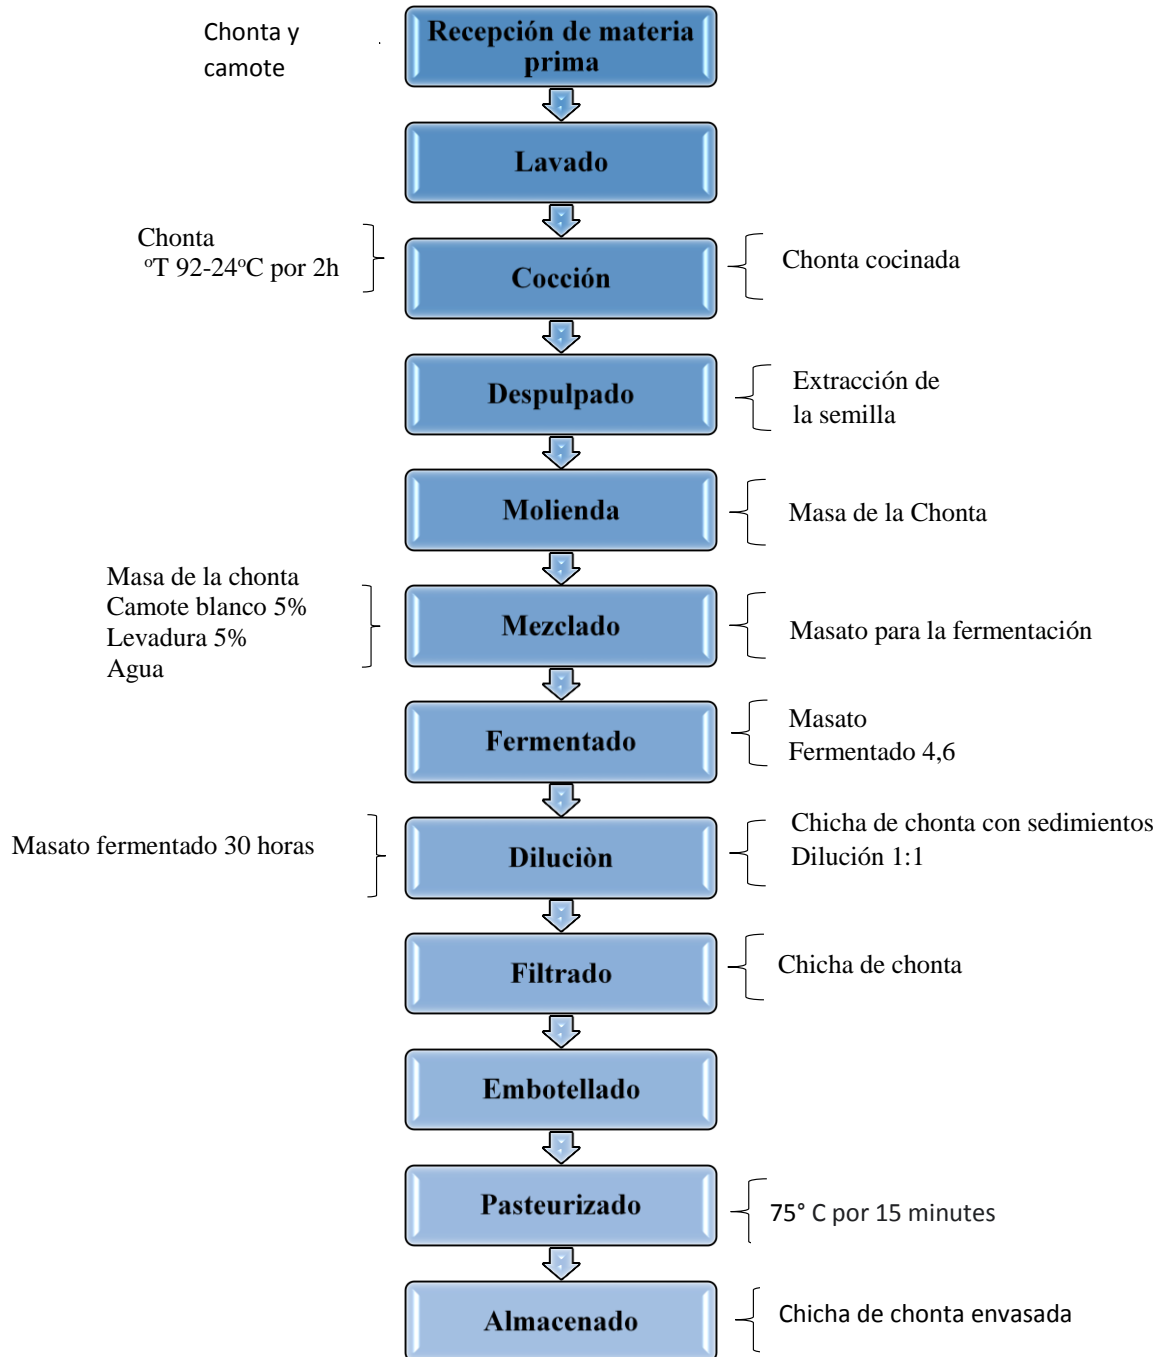 Chonta y
camote
Recepción de materia
prima
Lavado
Chonta
ºT 92-24ºC por 2h
Cocción
Chonta cocinada
Despulpado
Extracción de
la semilla
Molienda
Masa de la Chonta
Masa de la chonta
Camote blanco 5%
Levadura 5%
Agua
Mezclado
Masato para la fermentación
Fermentado
Masato
Fermentado 4,6
Masato fermentado 30 horas
Diluciòn
Chicha de chonta con sedimientos
Dilución 1:1
Filtrado
Chicha de chonta
Embotellado
Pasteurizado
75° C por 15 minutes
Almacenado
Chicha de chonta envasada